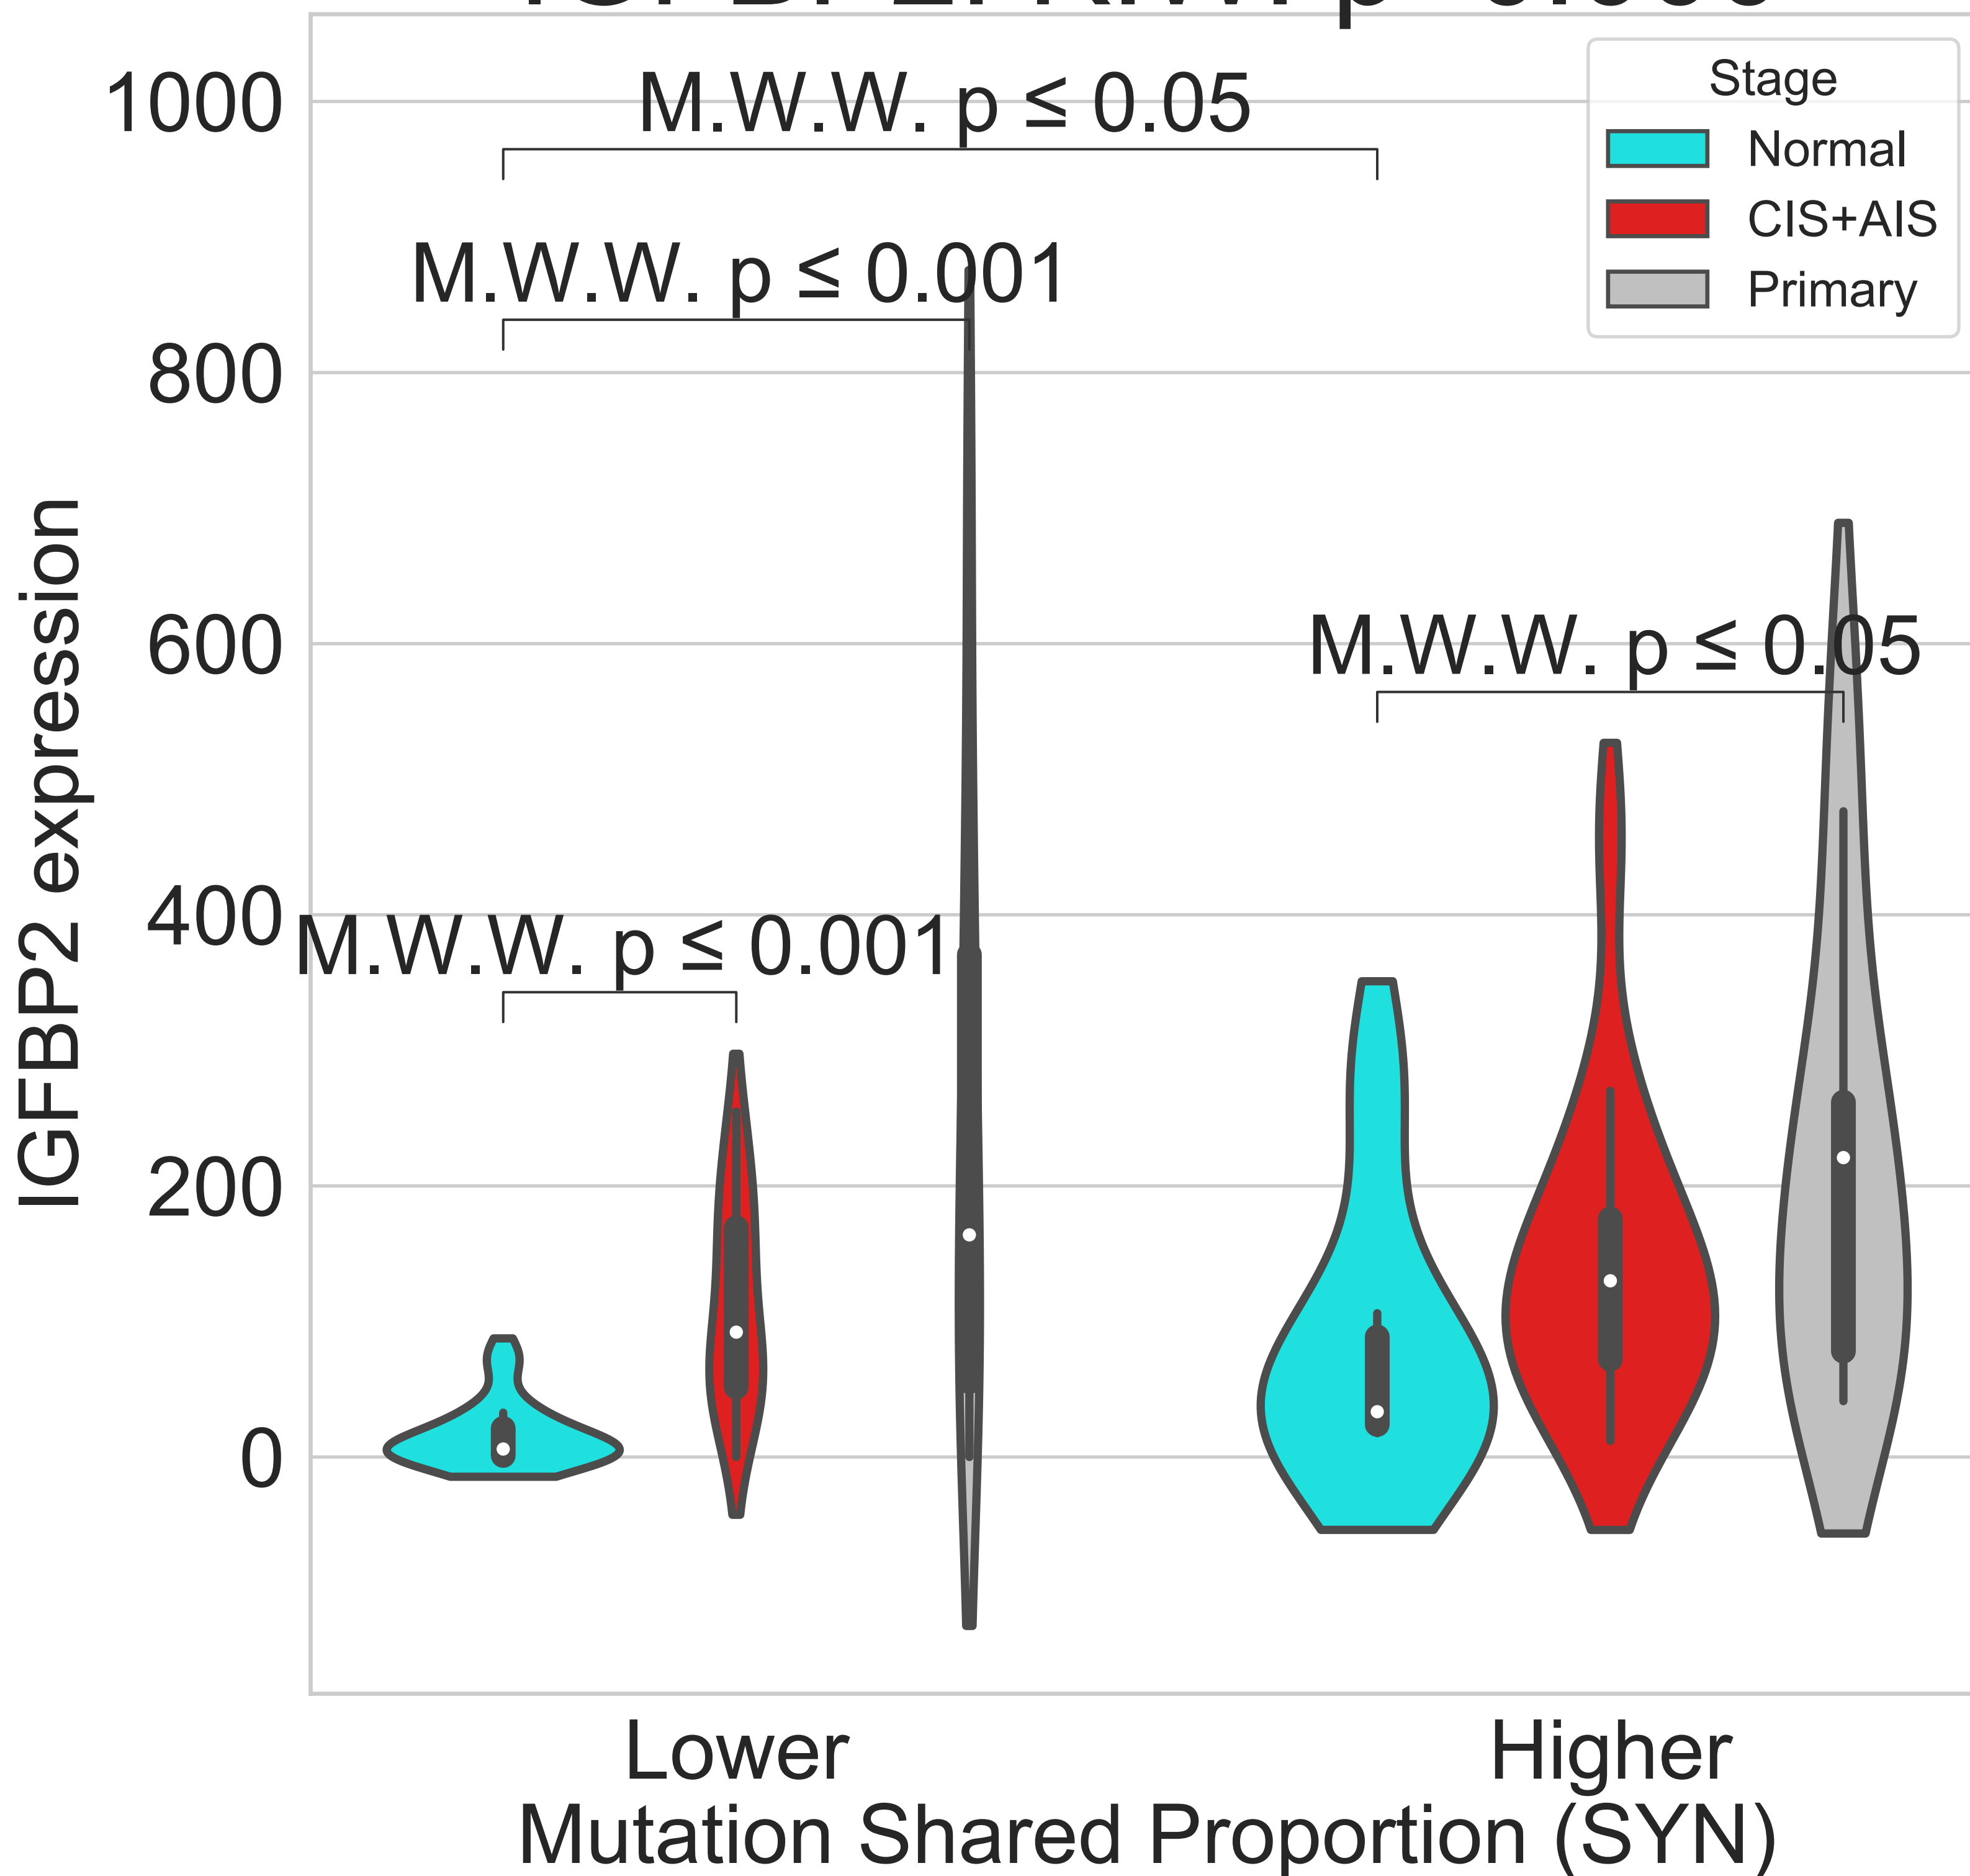 1000
800
600
400
200
0
IGFBP2 expression
M.W.W. p ≤ 0.05
M.W.W. p ≤ 0.001
M.W.W. p ≤ 0.05
M.W.W. p ≤ 0.001
Stage
Normal
CIS+AIS
Primary
Lower
Higher
Mutation Shared Proportion (SYN)